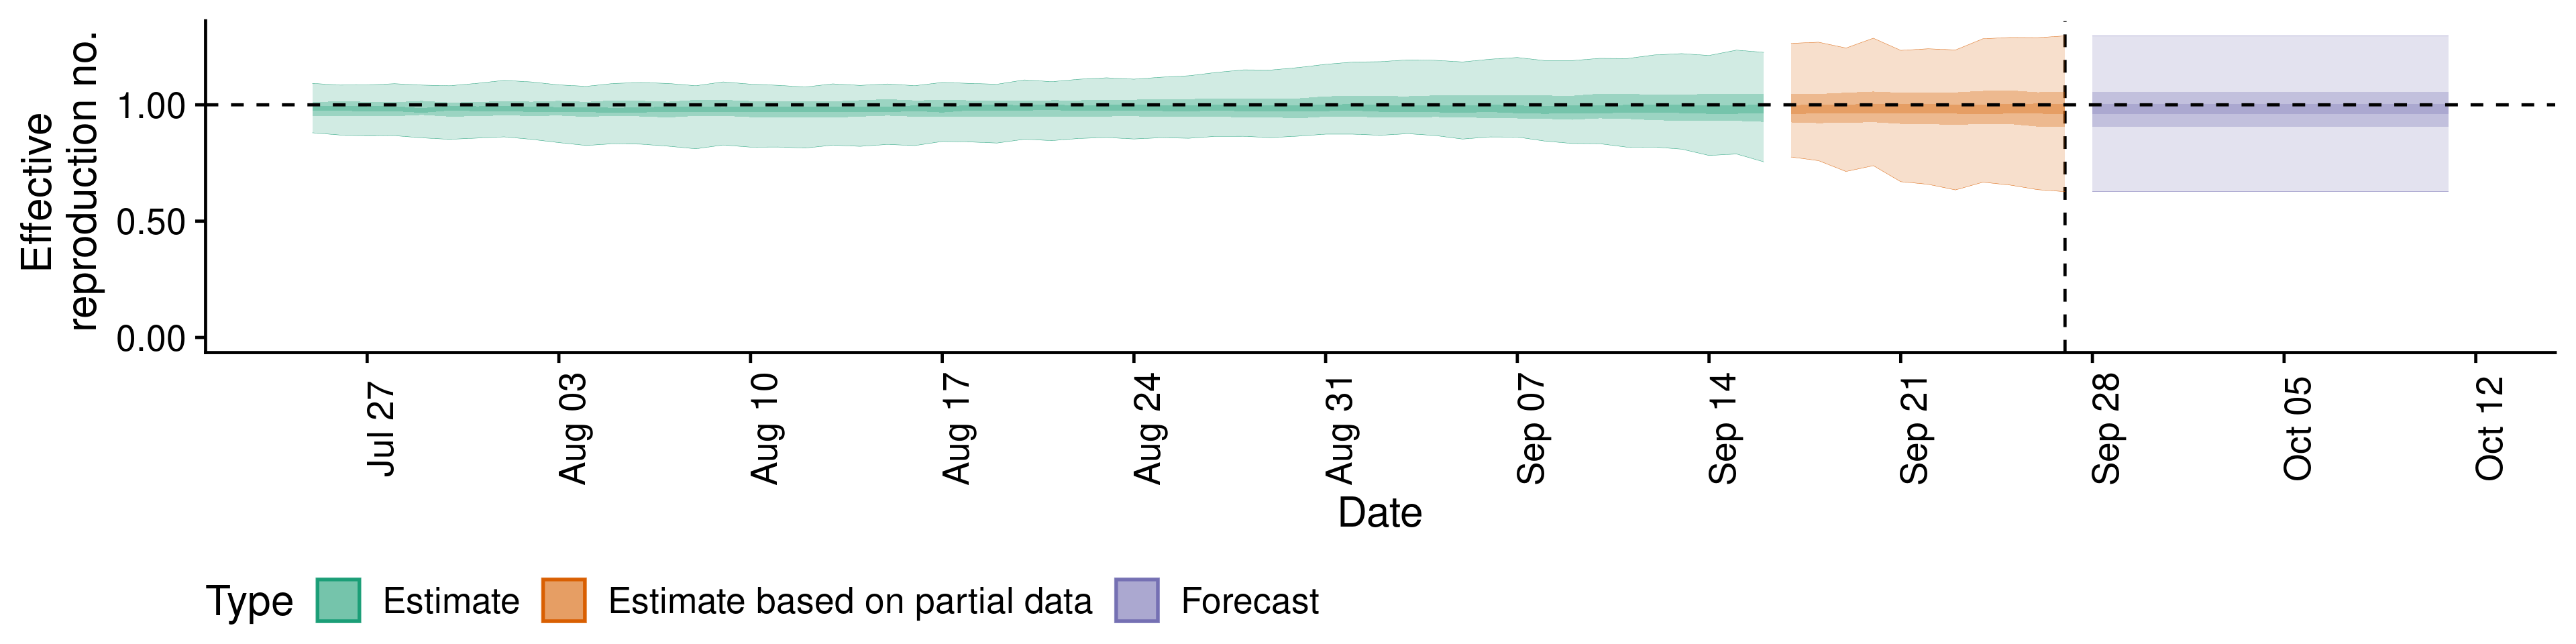 Effective
reproduction no.
1.00
0.50
0.00
Jul 27
Aug 03
Aug 10
Aug 17
Aug 24
Aug 31
Sep 07
Sep 14
Sep 21
Sep 28
Oct 05
Oct 12
Date
Type Estimate Estimate based on partial data Forecast